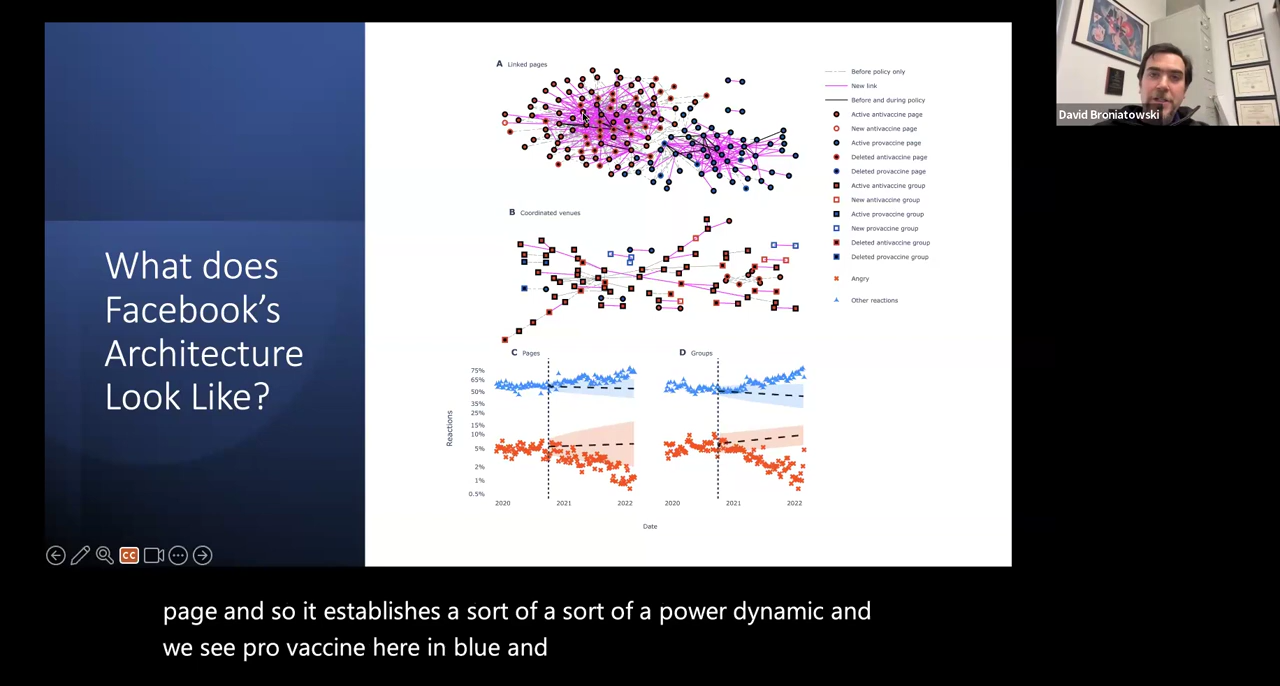 What does
Facebook's
Architecture
Look Like?
A Linked pages
B Coordinated venues
C Pages
D Groups
Reactions
75%
65%
50%
35%
25%
15%
10%
5%
2%
1%
0.5%
2020 2021 2022
2020 2021 2022
Date
Before policy only
New link
Before and during policy
Active antivaccine page
New antivaccine page
Active provaccine page
Deleted antivaccine page
Deleted provaccine page
Active antivaccine group
New antivaccine group
Active provaccine group
New provaccine group
Deleted antivaccine group
Deleted provaccine group
Angry
Other reactions
David Broniatowski
CC
page and so it establishes a sort of a sort of a power dynamic and
we see pro vaccine here in blue and